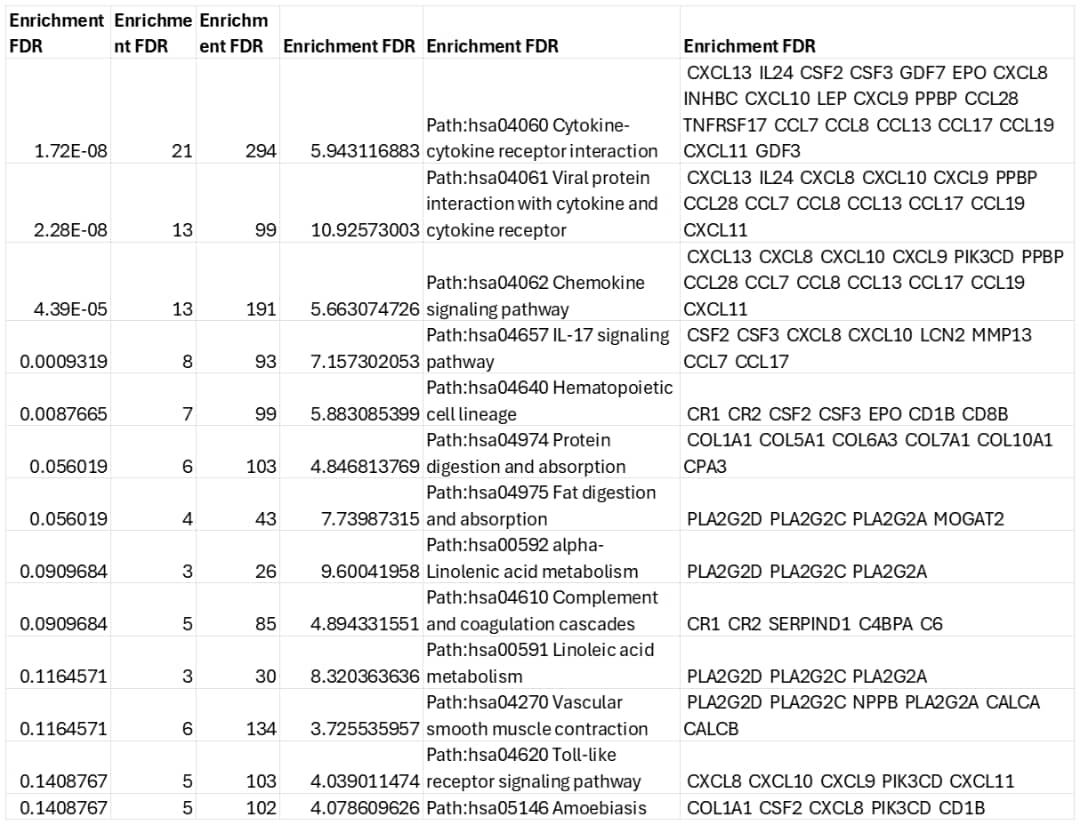 Enrichment FDR Enrichme nt FDR Enrichm ent FDR Enrichment FDR Enrichment FDR Enrichment FDR
1.72E-08 21 294 5.943116883 Path:hsa04060 Cytokine-cytokine receptor interaction CXCL13 IL24 CSF2 CSF3 GDF7 EPO CXCL8 INHBC CXCL10 LEP CXCL9 PPBP CCL28 TNFRSF17 CCL7 CCL8 CCL13 CCL17 CCL19 CXCL11 GDF3
2.28E-08 13 99 10.92573003 Path:hsa04061 Viral protein interaction with cytokine and cytokine receptor CXCL13 IL24 CXCL8 CXCL10 CXCL9 PPBP CCL28 CCL7 CCL8 CCL13 CCL17 CCL19 CXCL11
4.39E-05 13 191 5.663074726 Path:hsa04062 Chemokine signaling pathway CXCL13 CXCL8 CXCL10 CXCL9 PIK3CD PPBP CCL28 CCL7 CCL8 CCL13 CCL17 CCL19 CXCL11
0.0009319 8 93 7.157302053 Path:hsa04657 IL-17 signaling pathway CSF2 CSF3 CXCL8 CXCL10 LCN2 MMP13 CCL7 CCL17
0.0087665 7 99 5.883085399 Path:hsa04640 Hematopoietic cell lineage CR1 CR2 CSF2 CSF3 EPO CD1B CD8B
0.056019 6 103 4.846813769 Path:hsa04974 Protein digestion and absorption COL1A1 COL5A1 COL6A3 COL7A1 COL10A1 CPA3
0.056019 4 43 7.73987315 Path:hsa04975 Fat digestion and absorption PLA2G2D PLA2G2C PLA2G2A MOGAT2
0.0909684 3 26 9.60041958 Path:hsa00592 alpha-Linolenic acid metabolism PLA2G2D PLA2G2C PLA2G2A
0.0909684 5 85 4.894331551 Path:hsa04610 Complement and coagulation cascades CR1 CR2 SERPIND1 C4BPA C6
0.1164571 3 30 8.320363636 Path:hsa00591 Linoleic acid metabolism PLA2G2D PLA2G2C PLA2G2A
0.1164571 6 134 3.725535957 Path:hsa04270 Vascular smooth muscle contraction PLA2G2D PLA2G2C NPPB PLA2G2A CALCA CALCB
0.1408767 5 103 4.039011474 Path:hsa04620 Toll-like receptor signaling pathway CXCL8 CXCL10 CXCL9 PIK3CD CXCL11
0.1408767 5 102 4.078609626 Path:hsa05146 Amoebiasis COL1A1 CSF2 CXCL8 PIK3CD CD1B